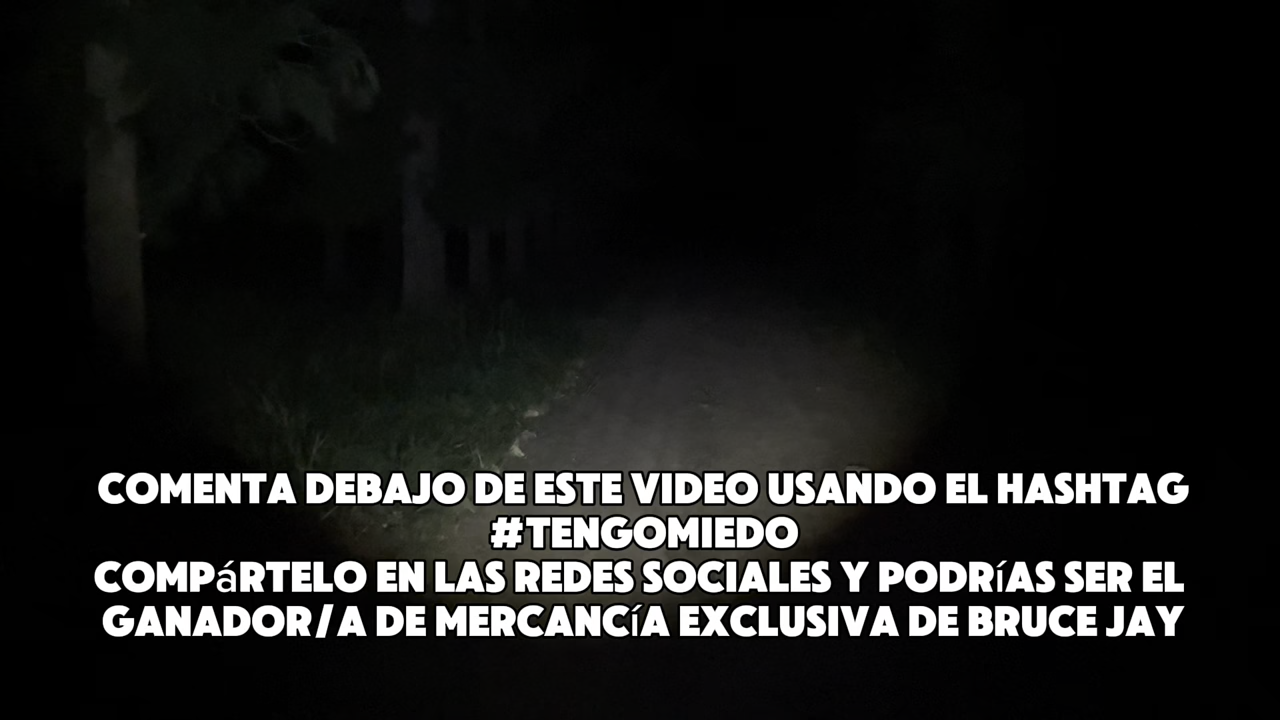 COMENTA DEBAJO DE ESTE VIDEO USANDO EL HASHTAG
#TENGOMIEDO
COMPáRTELO EN LAS REDES SOCIALES Y PODRíAS SER EL
GANADOR/A DE MERCANCíA EXCLUSIVA DE BRUCE JAY